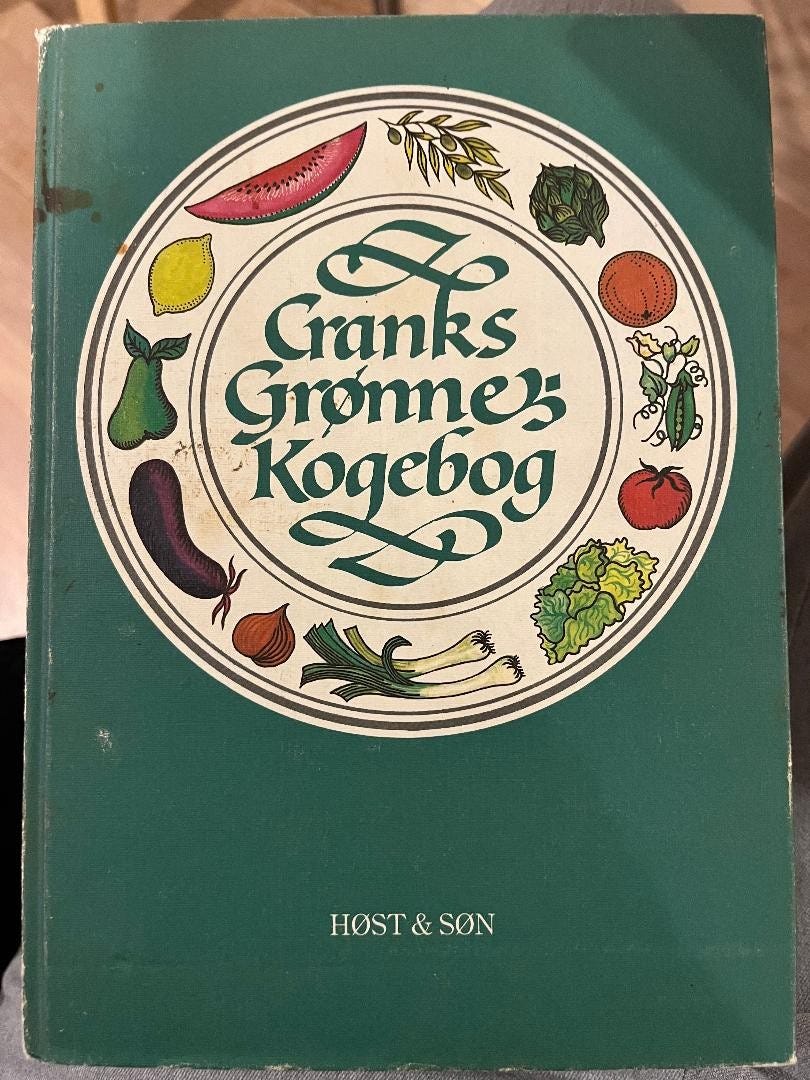 Cranks
Grønne
Kogebog
HØST & SØN